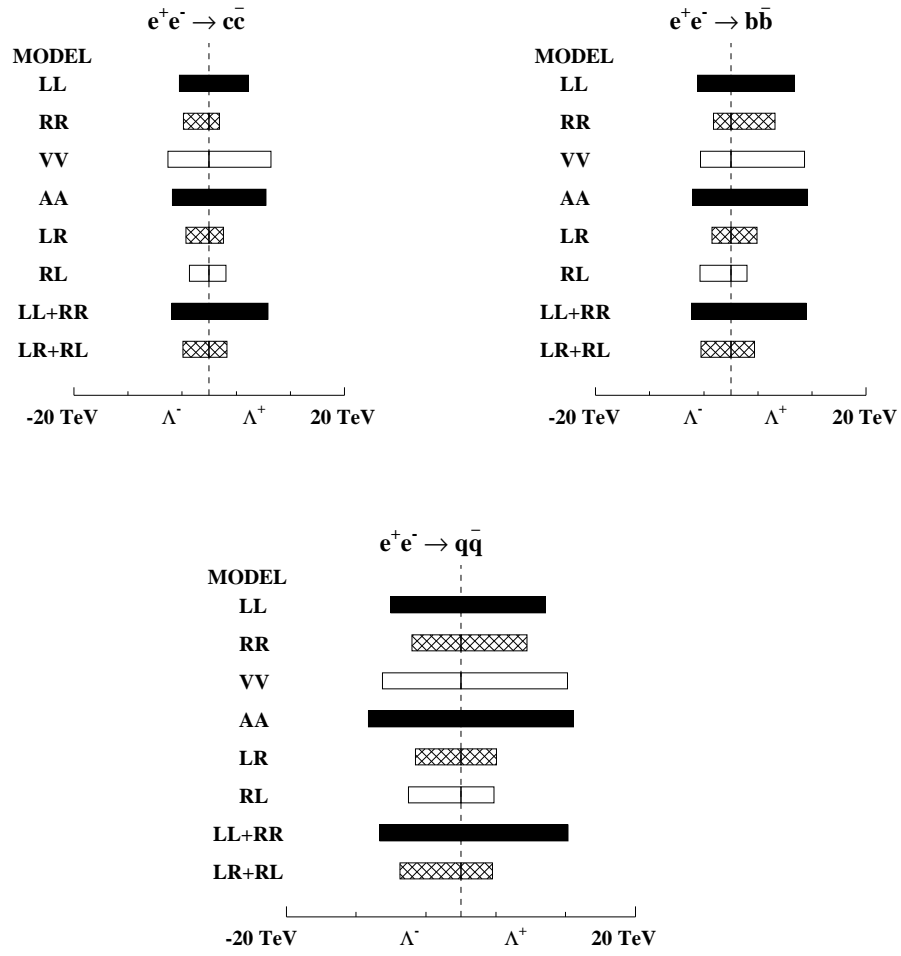 e⁺e⁻ → cc̄
MODEL
LL
RR
VV
AA
LR
RL
LL+RR
LR+RL
-20 TeV Λ⁻ Λ⁺ 20 TeV
e⁺e⁻ → bb̄
MODEL
LL
RR
VV
AA
LR
RL
LL+RR
LR+RL
-20 TeV Λ⁻ Λ⁺ 20 TeV
e⁺e⁻ → qq̄
MODEL
LL
RR
VV
AA
LR
RL
LL+RR
LR+RL
-20 TeV Λ⁻ Λ⁺ 20 TeV